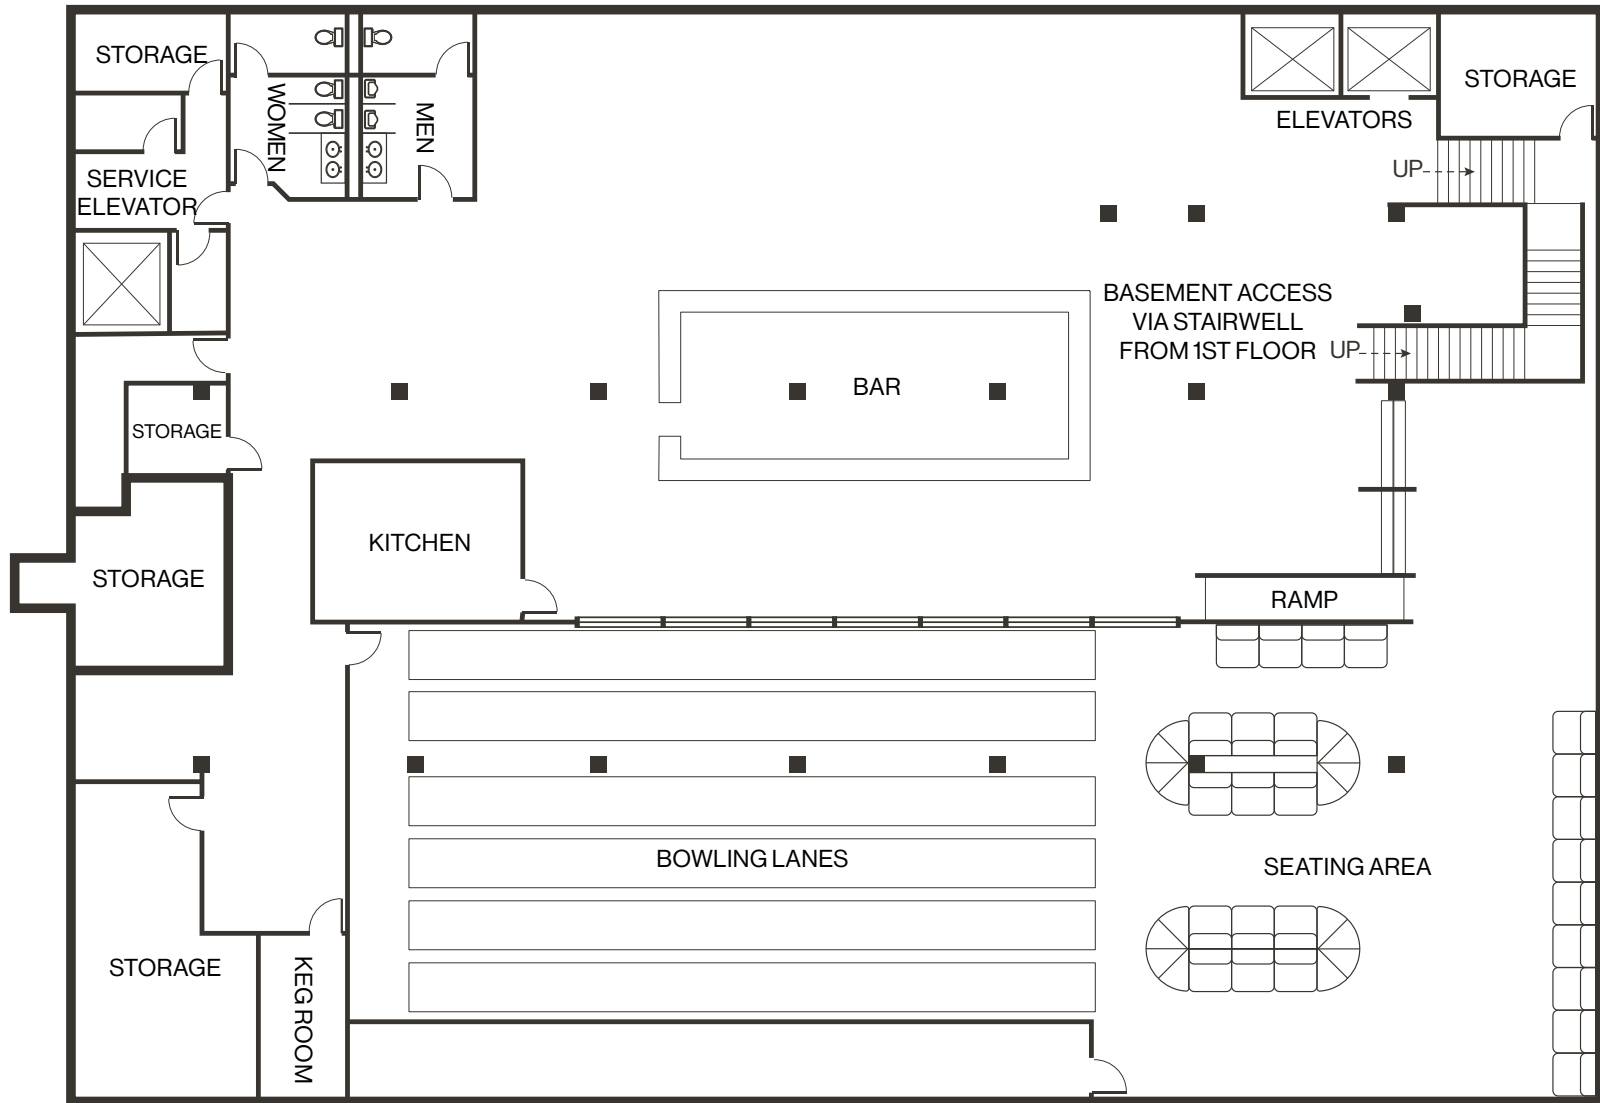 STORAGE
WOMEN
MEN
STORAGE
ELEVATORS
UP
SERVICE
ELEVATOR
BASEMENT ACCESS
VIA STAIRWELL
FROM 1ST FLOOR
UP
BAR
STORAGE
KITCHEN
STORAGE
RAMP
BOWLING LANES
SEATING AREA
STORAGE
KEG ROOM